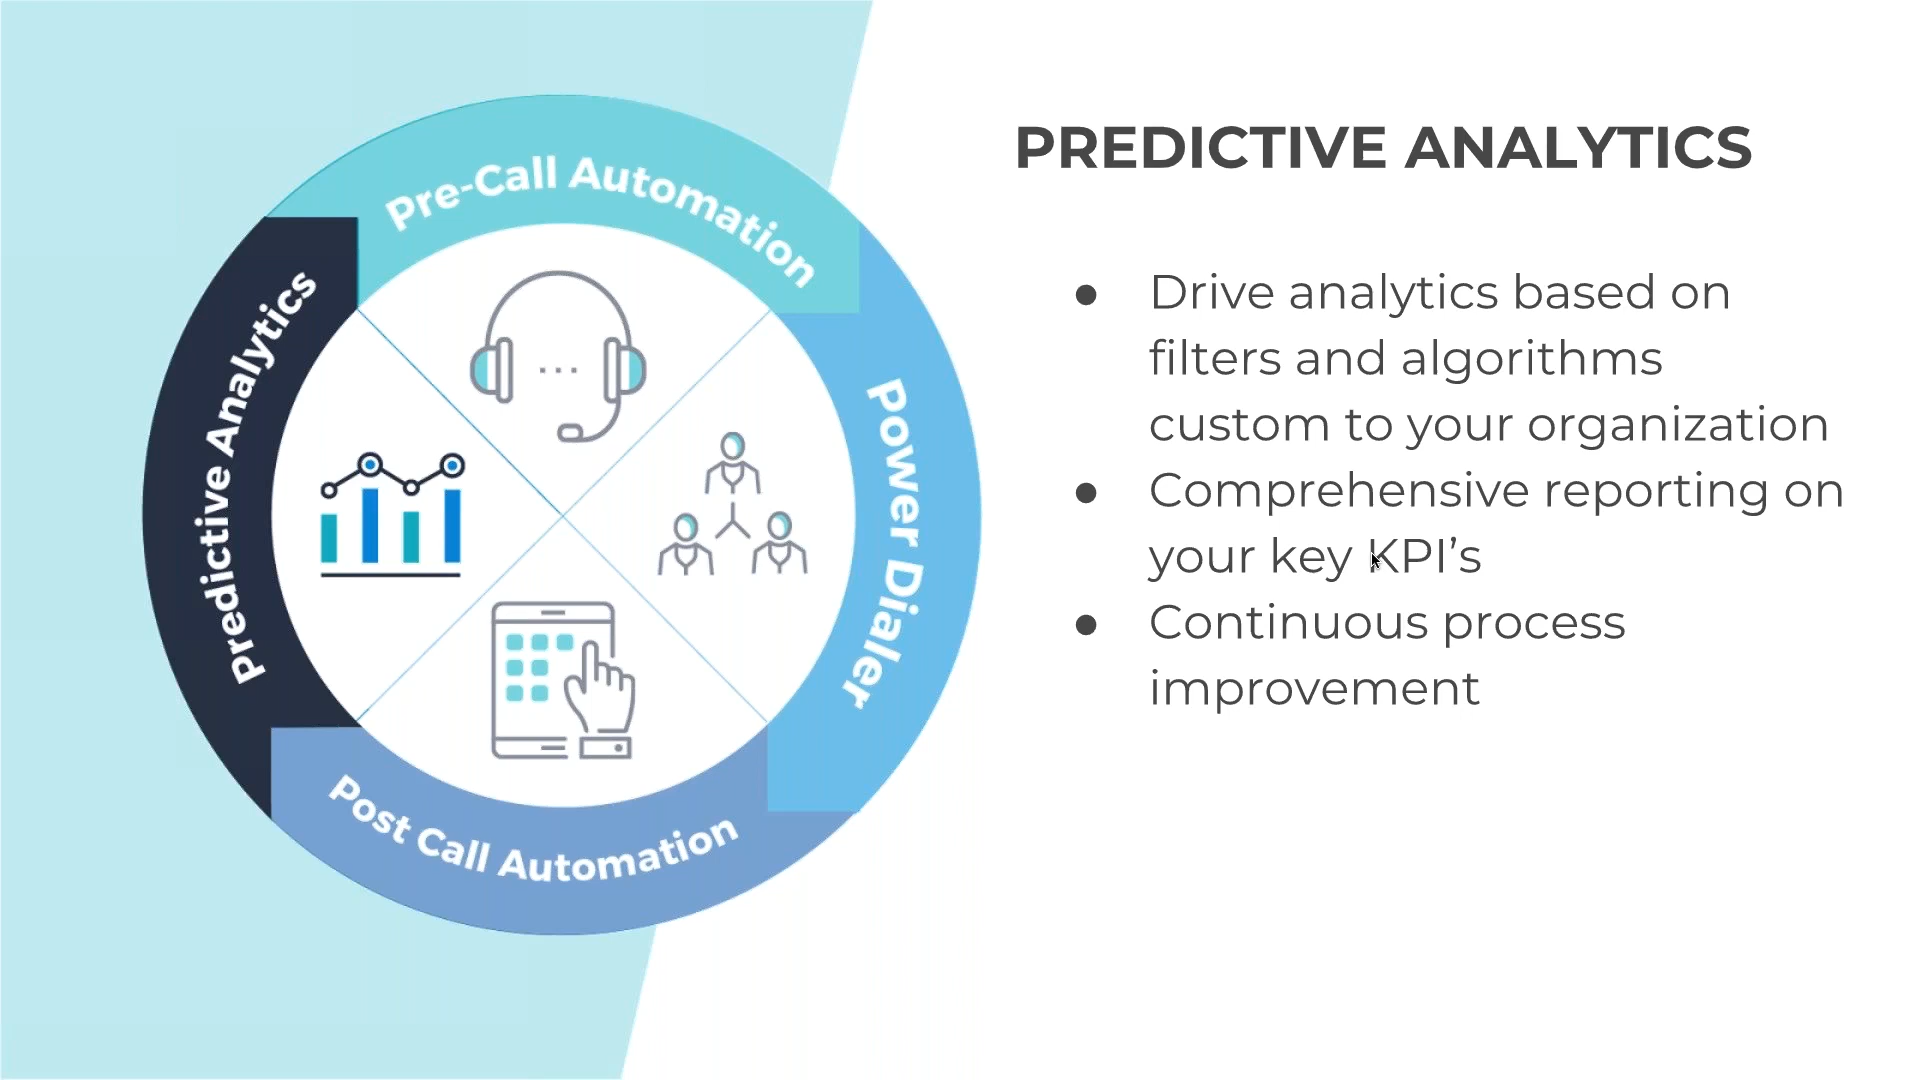 Pre-Call Automation
Predictive Analytics
Power Dialer
Post Call Automation
PREDICTIVE ANALYTICS
● Drive analytics based on
filters and algorithms
custom to your organization
● Comprehensive reporting on
your key KPI’s
● Continuous process
improvement